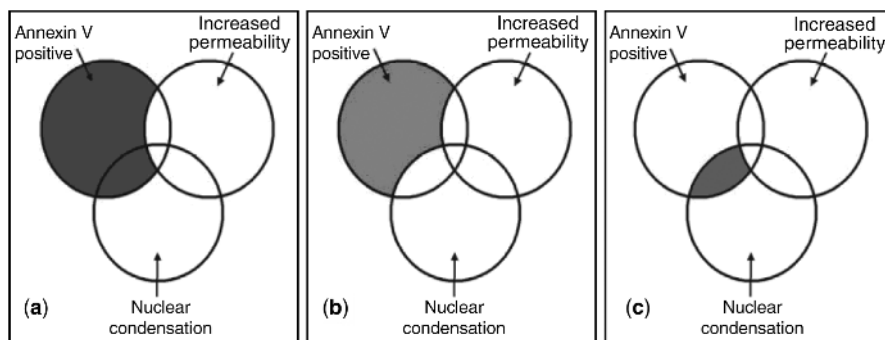 Annexin V
positive
Increased
permeability
(a)
Nuclear
condensation
Annexin V
positive
Increased
permeability
(b)
Nuclear
condensation
Annexin V
positive
Increased
permeability
(c)
Nuclear
condensation